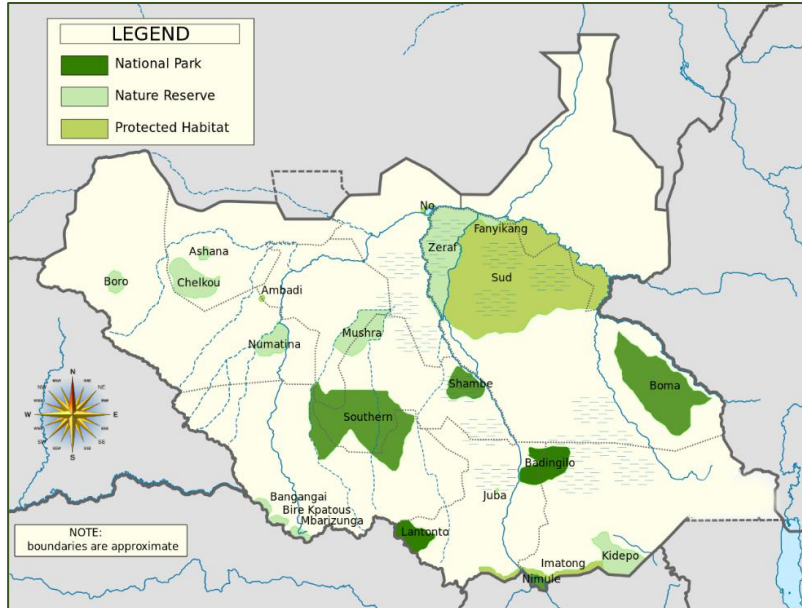 LEGEND
National Park
Nature Reserve
Protected Habitat
No
Fanyikang
Zeraf
Ashana
Sud
Boro
Chelkou
Ambadi
Mushra
Numatina
N
W
E
S
Shambe
Boma
Southern
Badingilo
Juba
Bangangai
Bire Kpatous
Mbarizunga
Lantonto
Imatong
Kidepo
Nimule
NOTE:
boundaries are approximate